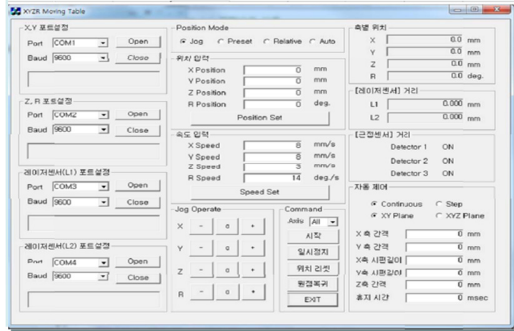 XYZR Moving Table
X,Y 포트설정
Port COM1 Open
Baud 9600 Close
Z, R 포트설정
Port COM2 Open
Baud 9600 Close
레이저센서(L1) 포트설정
Port COM3 Open
Baud 9600 Close
레이저센서(L2) 포트설정
Port COM4 Open
Baud 9600 Close
Position Mode
Jog Preset Relative Auto
위치 입력
X Position 0 mm
Y Position 0 mm
Z Position 0 mm
R Position 0 deg.
Position Set
속도 입력
X Speed 8 mm/s
Y Speed 8 mm/s
Z Speed 3 mm/s
R Speed 14 deg./s
Speed Set
Jog Operate
X - o +
Y - o +
Z - o +
R - o +
Command
Axis All
시작
일시정지
위치 리셋
원점복귀
EXIT
축별 위치
X 0.0 mm
Y 0.0 mm
Z 0.0 mm
R 0.0 deg.
[레이저센서] 거리
L1 0.000 mm
L2 0.000 mm
[근접센서] 거리
Detector 1 ON
Detector 2 ON
Detector 3 ON
자동 제어
Continuous Step
XY Plane XYZ Plane
X축 간격 0 mm
Y축 간격 0 mm
X축 시편길이 0 mm
Y축 시편길이 0 mm
Z축 간격 0 mm
휴지 시간 0 msec